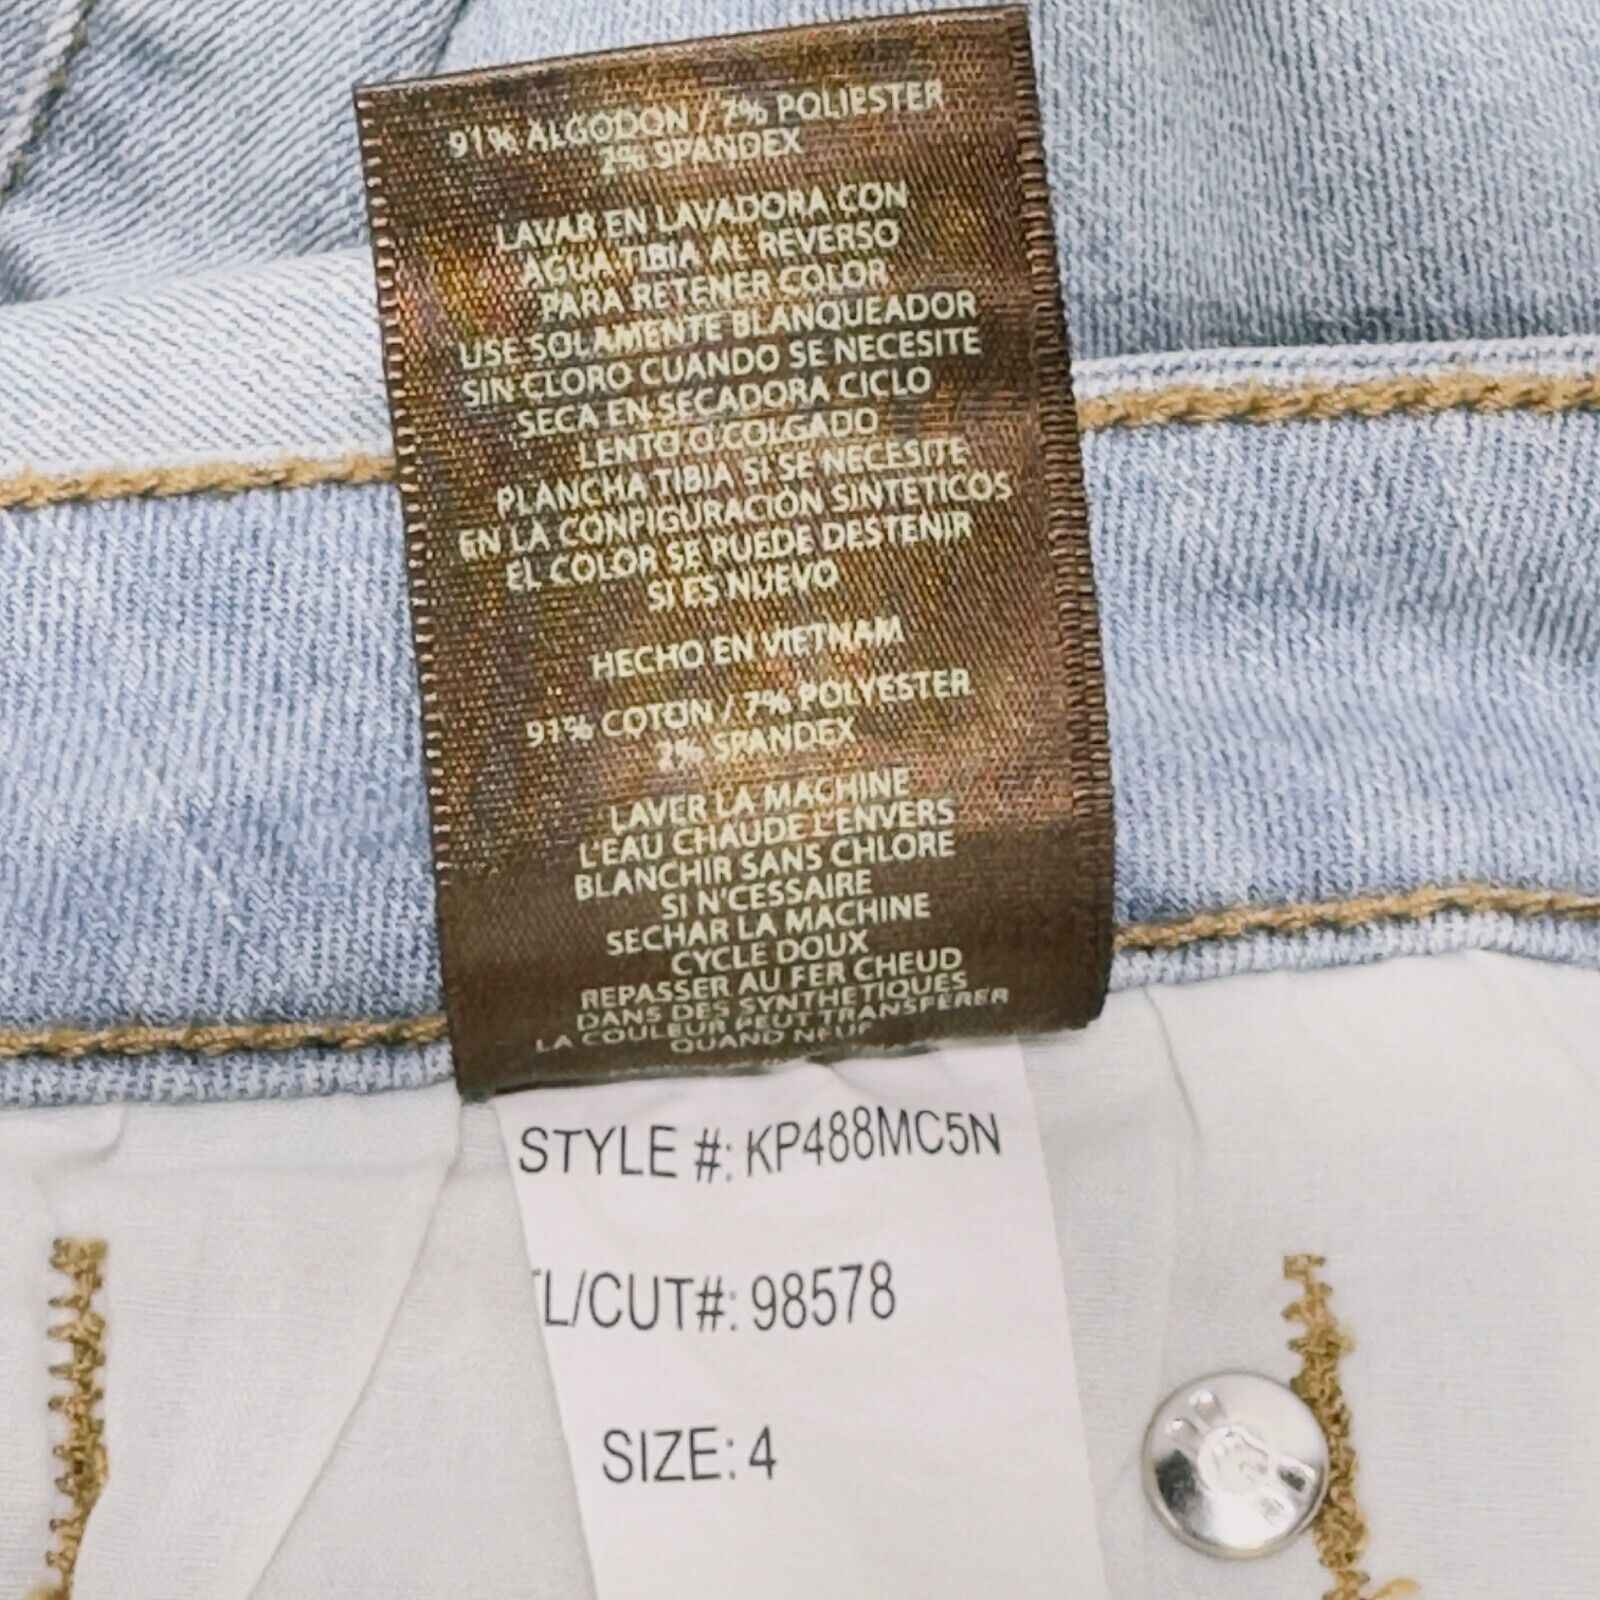 91% ALGODON / 7% POLIESTER
2% SPANDEX
LAVAR EN LAVADORA CON
AGUA TIBIA AL REVERSO
PARA RETENER COLOR
USE SOLAMENTE BLANQUEADOR
SIN CLORO CUANDO SE NECESITE
SECA EN SECADORA CICLO
LENTO O COLGADO
PLANCHA TIBIA SI SE NECESITE
EN LA CONFIGURACIÓN SINTETICOS
EL COLOR SE PUEDE DESTENIR
SI ES NUEVO
HECHO EN VIETNAM
91% COTON / 7% POLYESTER
2% SPANDEX
LAVER LA MACHINE
L'EAU CHAUDE L'ENVERS
BLANCHIR SANS CHLORE
SI N'CESSAIRE
SECHAR LA MACHINE
CYCLE DOUX
REPASSER AU FER CHEUD
DANS DES SYNTHETIQUES
LA COULEUR PEUT TRANSFERER
QUAND NEUF
STYLE #: KP488MC5N
TL/CUT#: 98578
SIZE: 4